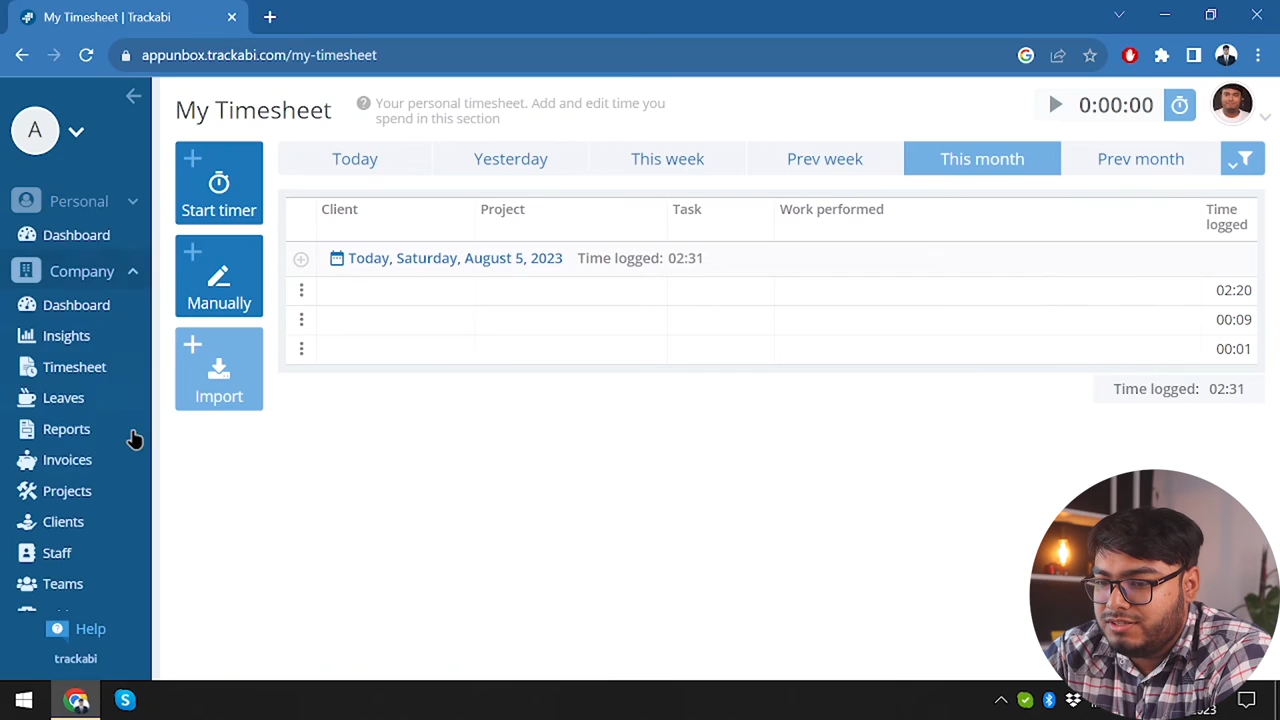 My Timesheet | Trackabi
appunbox.trackabi.com/my-timesheet
A
Personal
Dashboard
Company
Dashboard
Insights
Timesheet
Leaves
Reports
Invoices
Projects
Clients
Staff
Teams
Help
trackabi
My Timesheet
Your personal timesheet. Add and edit time you
spend in this section
0:00:00
Start timer
Manually
Import
Today Yesterday This week Prev week This month Prev month
Client Project Task Work performed Time
logged
Today, Saturday, August 5, 2023 Time logged: 02:31
02:20
00:09
00:01
Time logged: 02:31